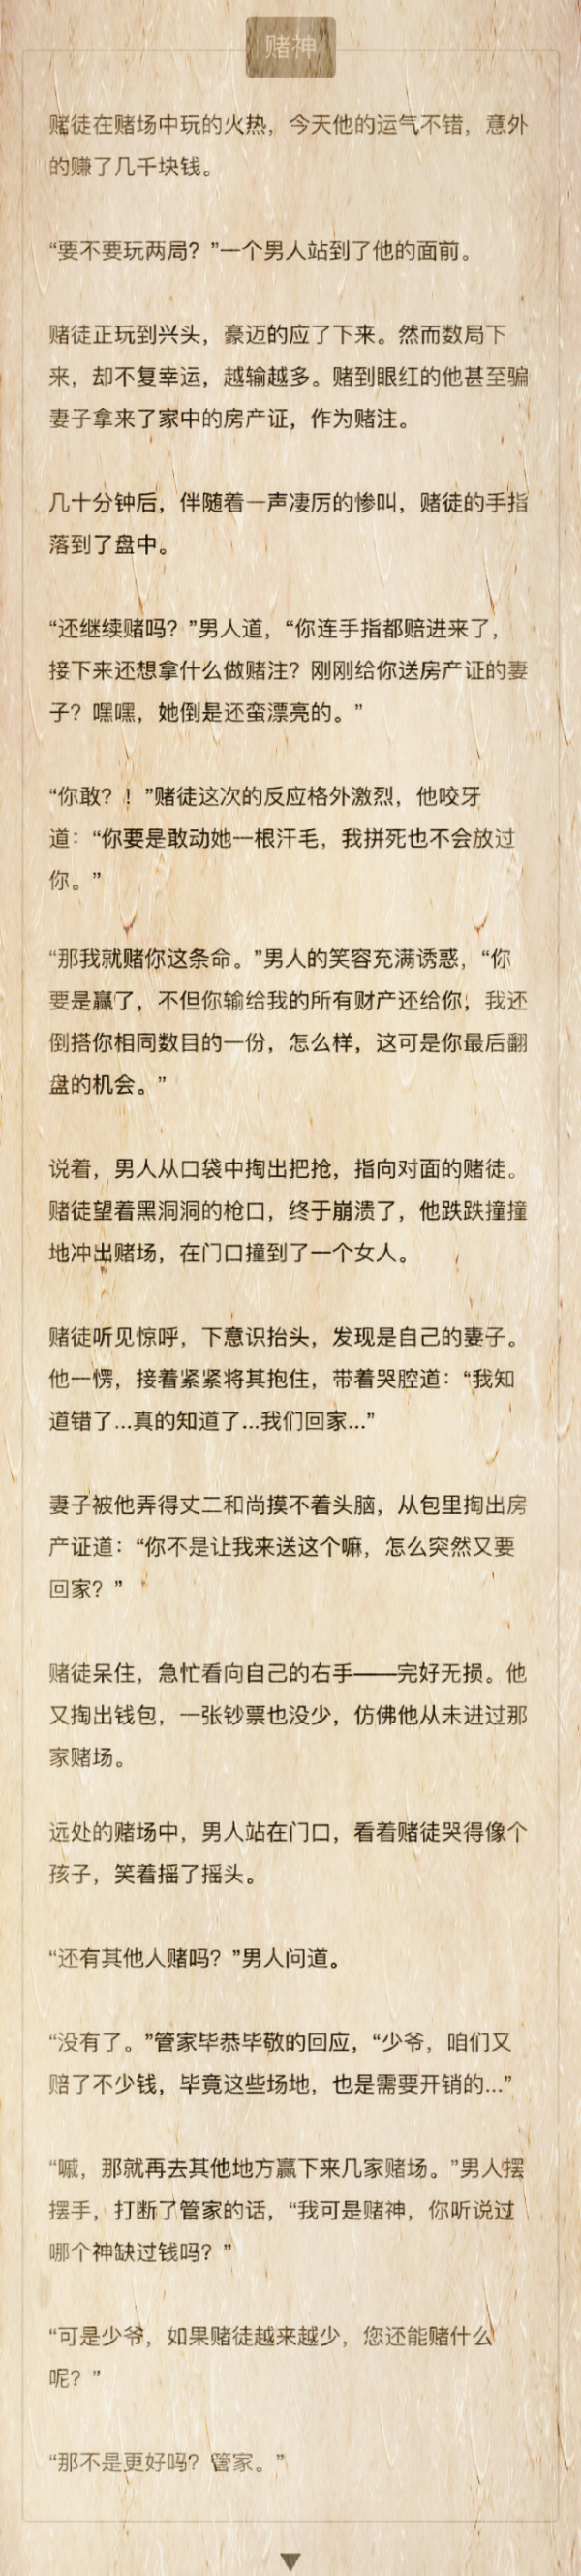 赌神
赌徒在赌场中玩的火热，今天他的运气不错，意外
的赚了几千块钱。
“要不要玩两局？”一个男人站到了他的面前。
赌徒正玩到兴头，豪迈的应了下来。然而数局下
来，却不复幸运，越输越多。赌到眼红的他甚至骗
妻子拿来了家中的房产证，作为赌注。
几十分钟后，伴随着一声凄厉的惨叫，赌徒的手指
落到了盘中。
“还继续赌吗？”男人道，“你连手指都赔进来了，
接下来还想拿什么做赌注？刚刚给你送房产证的妻
子？嘿嘿，她倒是还蛮漂亮的。”
“你敢？！”赌徒这次的反应格外激烈，他咬牙
道：“你要是敢动她一根汗毛，我拼死也不会放过
你。”
“那我就赌你这条命。”男人的笑容充满诱惑，“你
要是赢了，不但你输给我的所有财产还给你，我还
倒搭你相同数目的一份，怎么样，这可是你最后翻
盘的机会。”
说着，男人从口袋中掏出把抢，指向对面的赌徒。
赌徒望着黑洞洞的枪口，终于崩溃了，他跌跌撞撞
地冲出赌场，在门口撞到了一个女人。
赌徒听见惊呼，下意识抬头，发现是自己的妻子。
他一愣，接着紧紧将其抱住，带着哭腔道：“我知
道错了...真的知道了...我们回家...”
妻子被他弄得丈二和尚摸不着头脑，从包里掏出房
产证道：“你不是让我来送这个嘛，怎么突然又要
回家？”
赌徒呆住，急忙看向自己的右手——完好无损。他
又掏出钱包，一张钞票也没少，仿佛他从未进过那
家赌场。
远处的赌场中，男人站在门口，看着赌徒哭得像个
孩子，笑着摇了摇头。
“还有其他人赌吗？”男人问道。
“没有了。”管家毕恭毕敬的回应，“少爷，咱们又
赔了不少钱，毕竟这些场地，也是需要开销的...”
“嘁，那就再去其他地方赢下来几家赌场。”男人摆
摆手，打断了管家的话，“我可是赌神，你听说过
哪个神缺过钱吗？”
“可是少爷，如果赌徒越来越少，您还能赌什么
呢？”
“那不是更好吗？管家。”